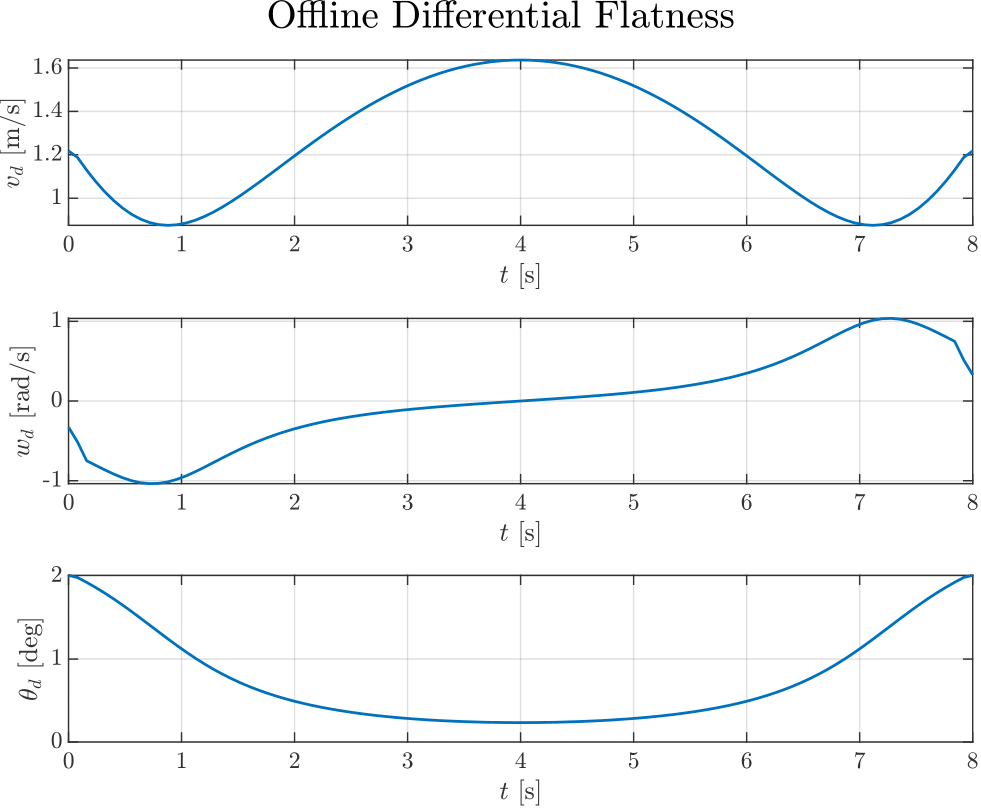 Offline Differential Flatness
1.6
1.4
1.2
1
v_d [m/s]
0 1 2 3 4 5 6 7 8
t [s]
1
0
-1
w_d [rad/s]
0 1 2 3 4 5 6 7 8
t [s]
2
1
0
θ_d [deg]
0 1 2 3 4 5 6 7 8
t [s]